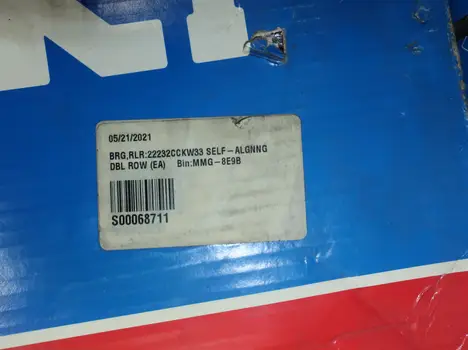 05/21/2021
BRG,RLR:22232CCKW33 SELF-ALGNNG
DBL ROW (EA) Bin:MMG-8E9B
S00068711